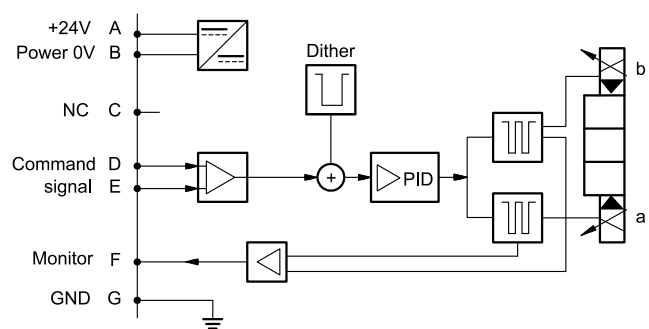 +24V A
Power 0V B
Dither
b
NC C
Command D
signal E
+
PID
a
Monitor F
GND G